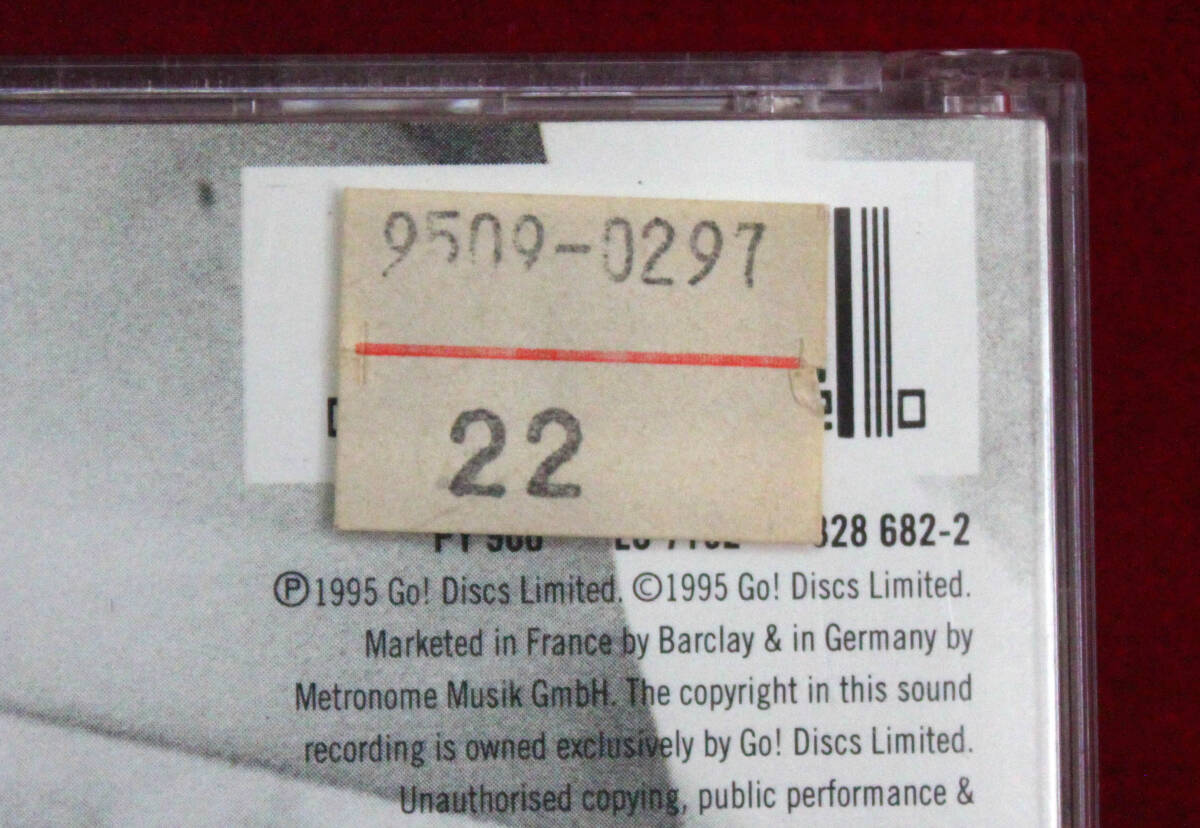 9509-0297
22
828 682-2
Ⓟ1995 Go! Discs Limited. ©1995 Go! Discs Limited.
Marketed in France by Barclay & in Germany by
Metronome Musik GmbH. The copyright in this sound
recording is owned exclusively by Go! Discs Limited.
Unauthorised copying, public performance &